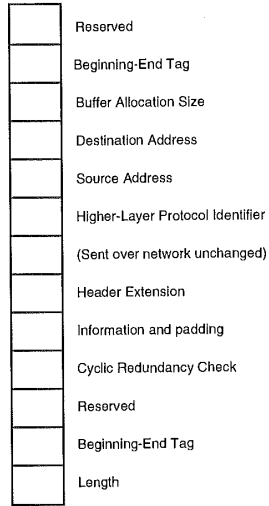 Reserved
Beginning-End Tag
Buffer Allocation Size
Destination Address
Source Address
Higher-Layer Protocol Identifier
(Sent over network unchanged)
Header Extension
Information and padding
Cyclic Redundancy Check
Reserved
Beginning-End Tag
Length